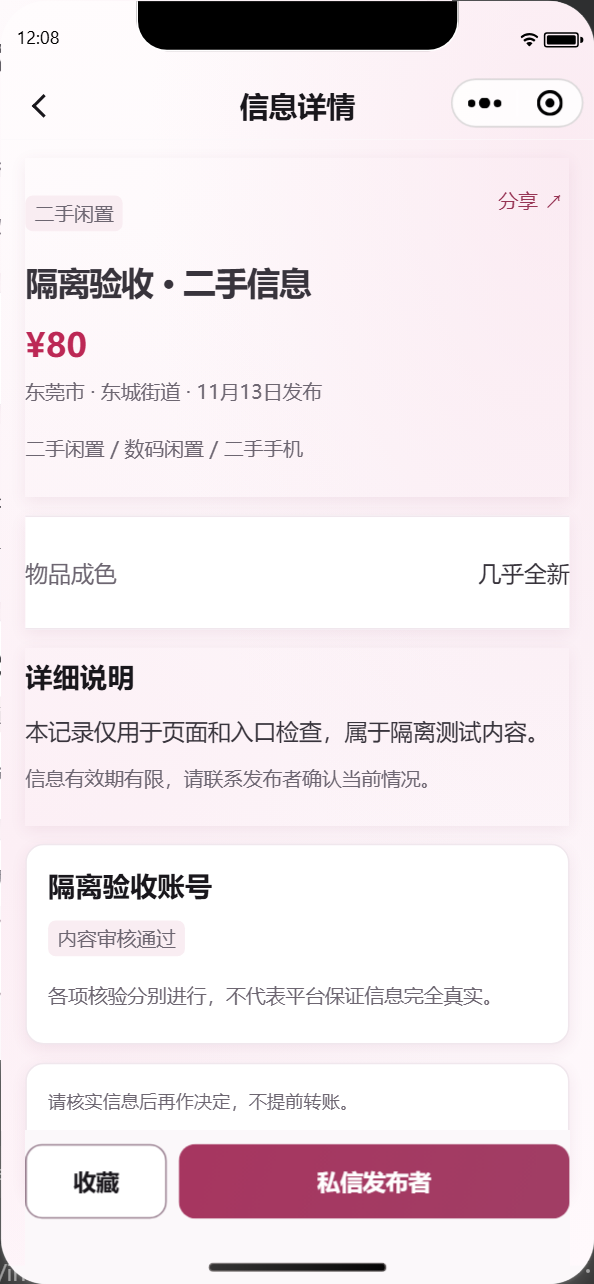 12:08
信息详情
二手闲置
分享 ↗
隔离验收 • 二手信息
¥80
东莞市 · 东城街道 · 11月13日发布
二手闲置 / 数码闲置 / 二手手机
物品成色
几乎全新
详细说明
本记录仅用于页面和入口检查，属于隔离测试内容。
信息有效期有限，请联系发布者确认当前情况。
隔离验收账号
内容审核通过
各项核验分别进行，不代表平台保证信息完全真实。
请核实信息后再作决定，不提前转账。
收藏
私信发布者